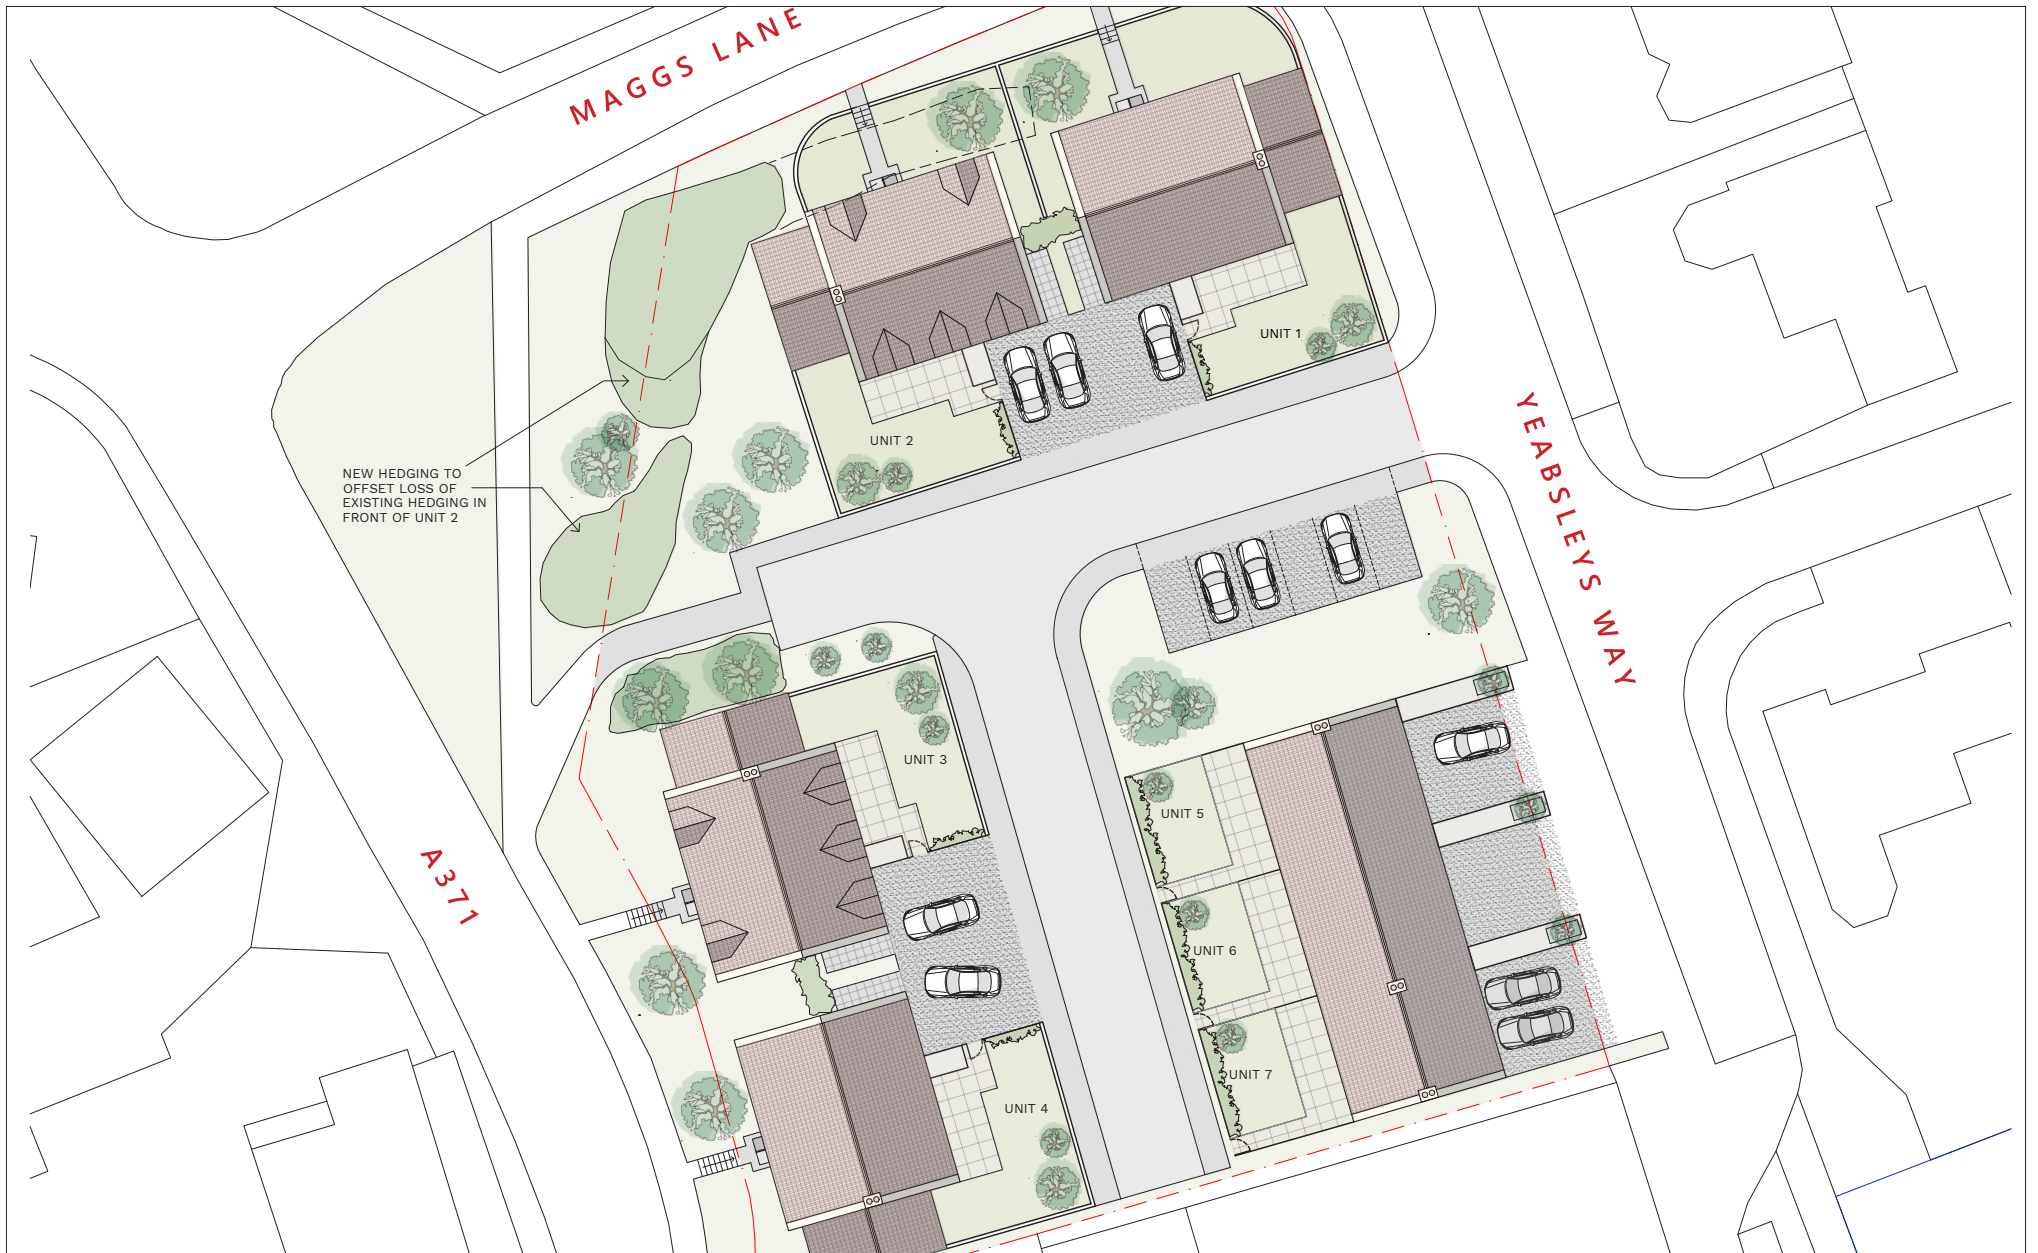 MAGGS LANE
UNIT 1
UNIT 2
YEABSLEYS WAY
NEW HEDGING TO
OFFSET LOSS OF
EXISTING HEDGING IN
FRONT OF UNIT 2
UNIT 3
UNIT 5
A371
UNIT 6
UNIT 7
UNIT 4